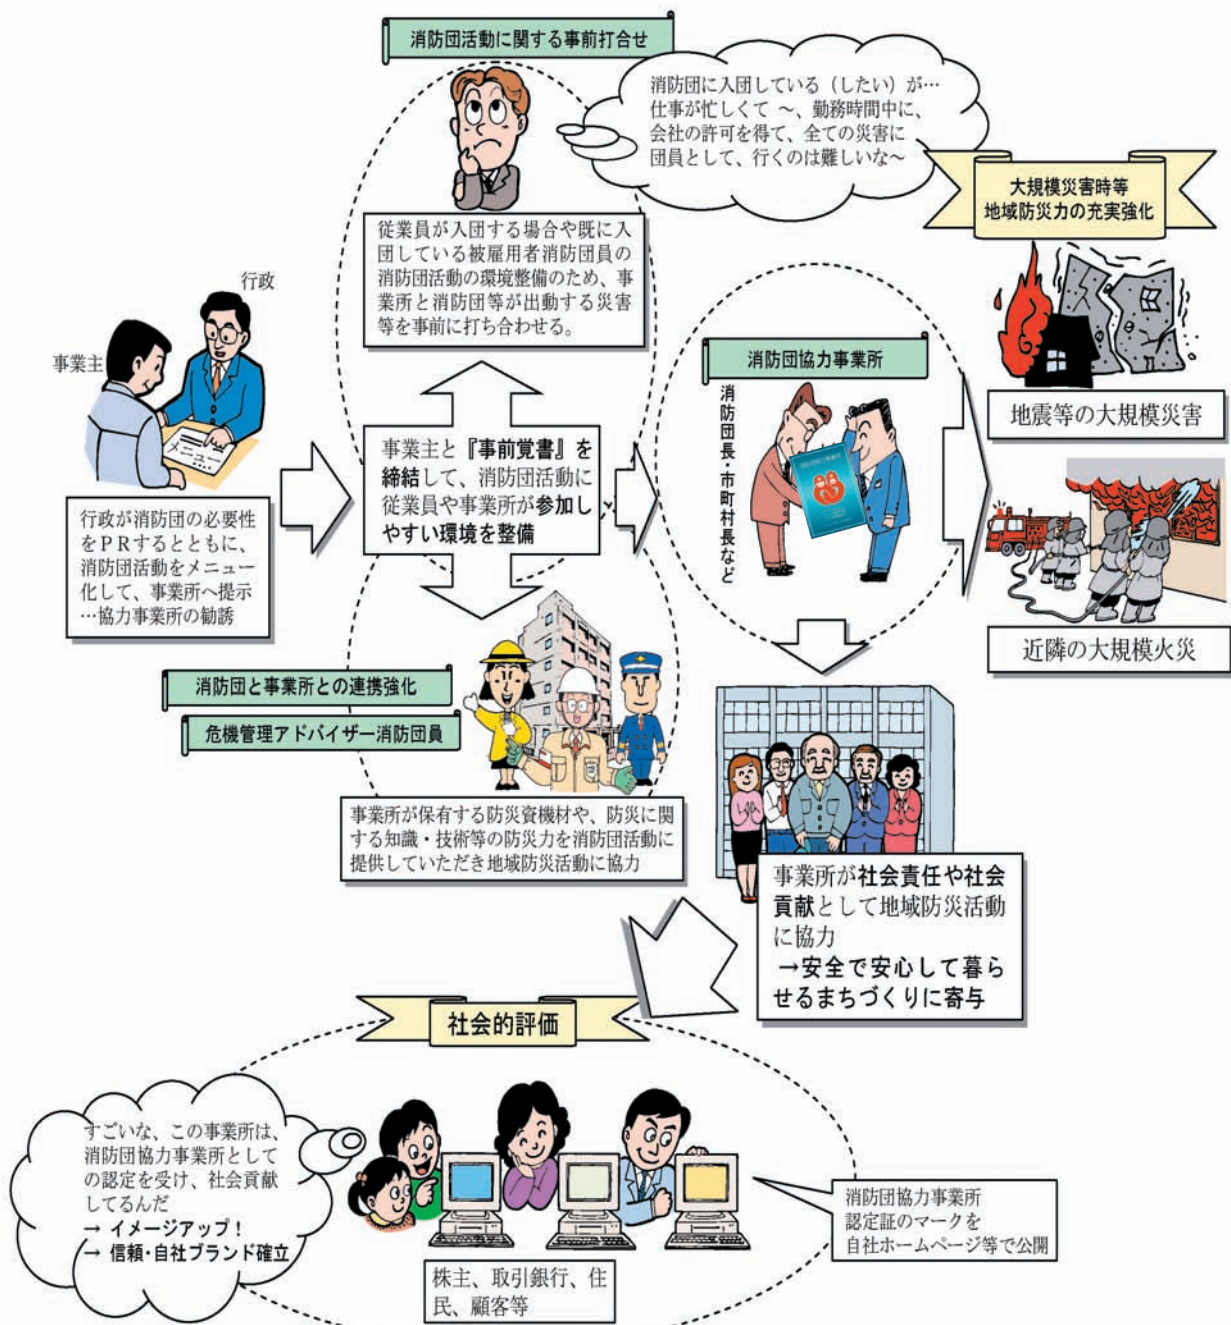 消防団活動に関する事前打合せ
消防団に入団している（したい）が…
仕事が忙しくて ～、勤務時間中に、
会社の許可を得て、全ての災害に
団員として、行くのは難しいな～
大規模災害時等
地域防災力の充実強化
従業員が入団する場合や既に入
団している被雇用者消防団員の
消防団活動の環境整備のため、事
業所と消防団等が出動する災害
等を事前に打ち合わせる。
行政
事業主
行政が消防団の必要性
をＰＲするとともに、
消防団活動をメニュー
化して、事業所へ提示
…協力事業所の勧誘
事業主と『事前覚書』を
締結して、消防団活動に
従業員や事業所が参加し
やすい環境を整備
消防団協力事業所
消防団長・市町村長など
地震等の大規模災害
近隣の大規模火災
消防団と事業所との連携強化
危機管理アドバイザー消防団員
事業所が保有する防災資機材や、防災に関
する知識・技術等の防災力を消防団活動に
提供していただき地域防災活動に協力
事業所が社会責任や社会
貢献として地域防災活動
に協力
→安全で安心して暮ら
せるまちづくりに寄与
社会的評価
すごいな、この事業所は、
消防団協力事業所として
の認定を受け、社会貢献
してるんだ
→ イメージアップ！
→ 信頼・自社ブランド確立
消防団協力事業所
認定証のマークを
自社ホームページ等で公開
株主、取引銀行、住
民、顧客等